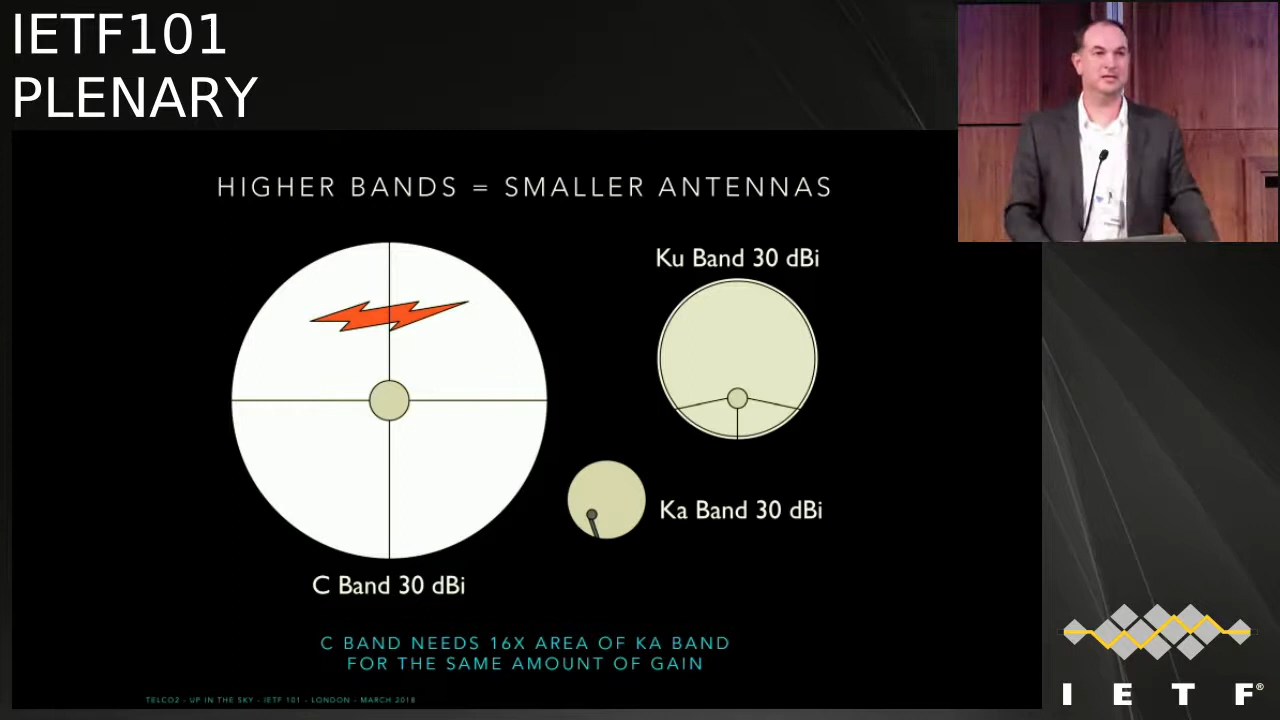 IETF101
PLENARY
HIGHER BANDS = SMALLER ANTENNAS
Ku Band 30 dBi
Ka Band 30 dBi
C Band 30 dBi
C BAND NEEDS 16X AREA OF KA BAND
FOR THE SAME AMOUNT OF GAIN
TELCO2 - UP IN THE SKY - IETF 101 - LONDON - MARCH 2018
I E T F®